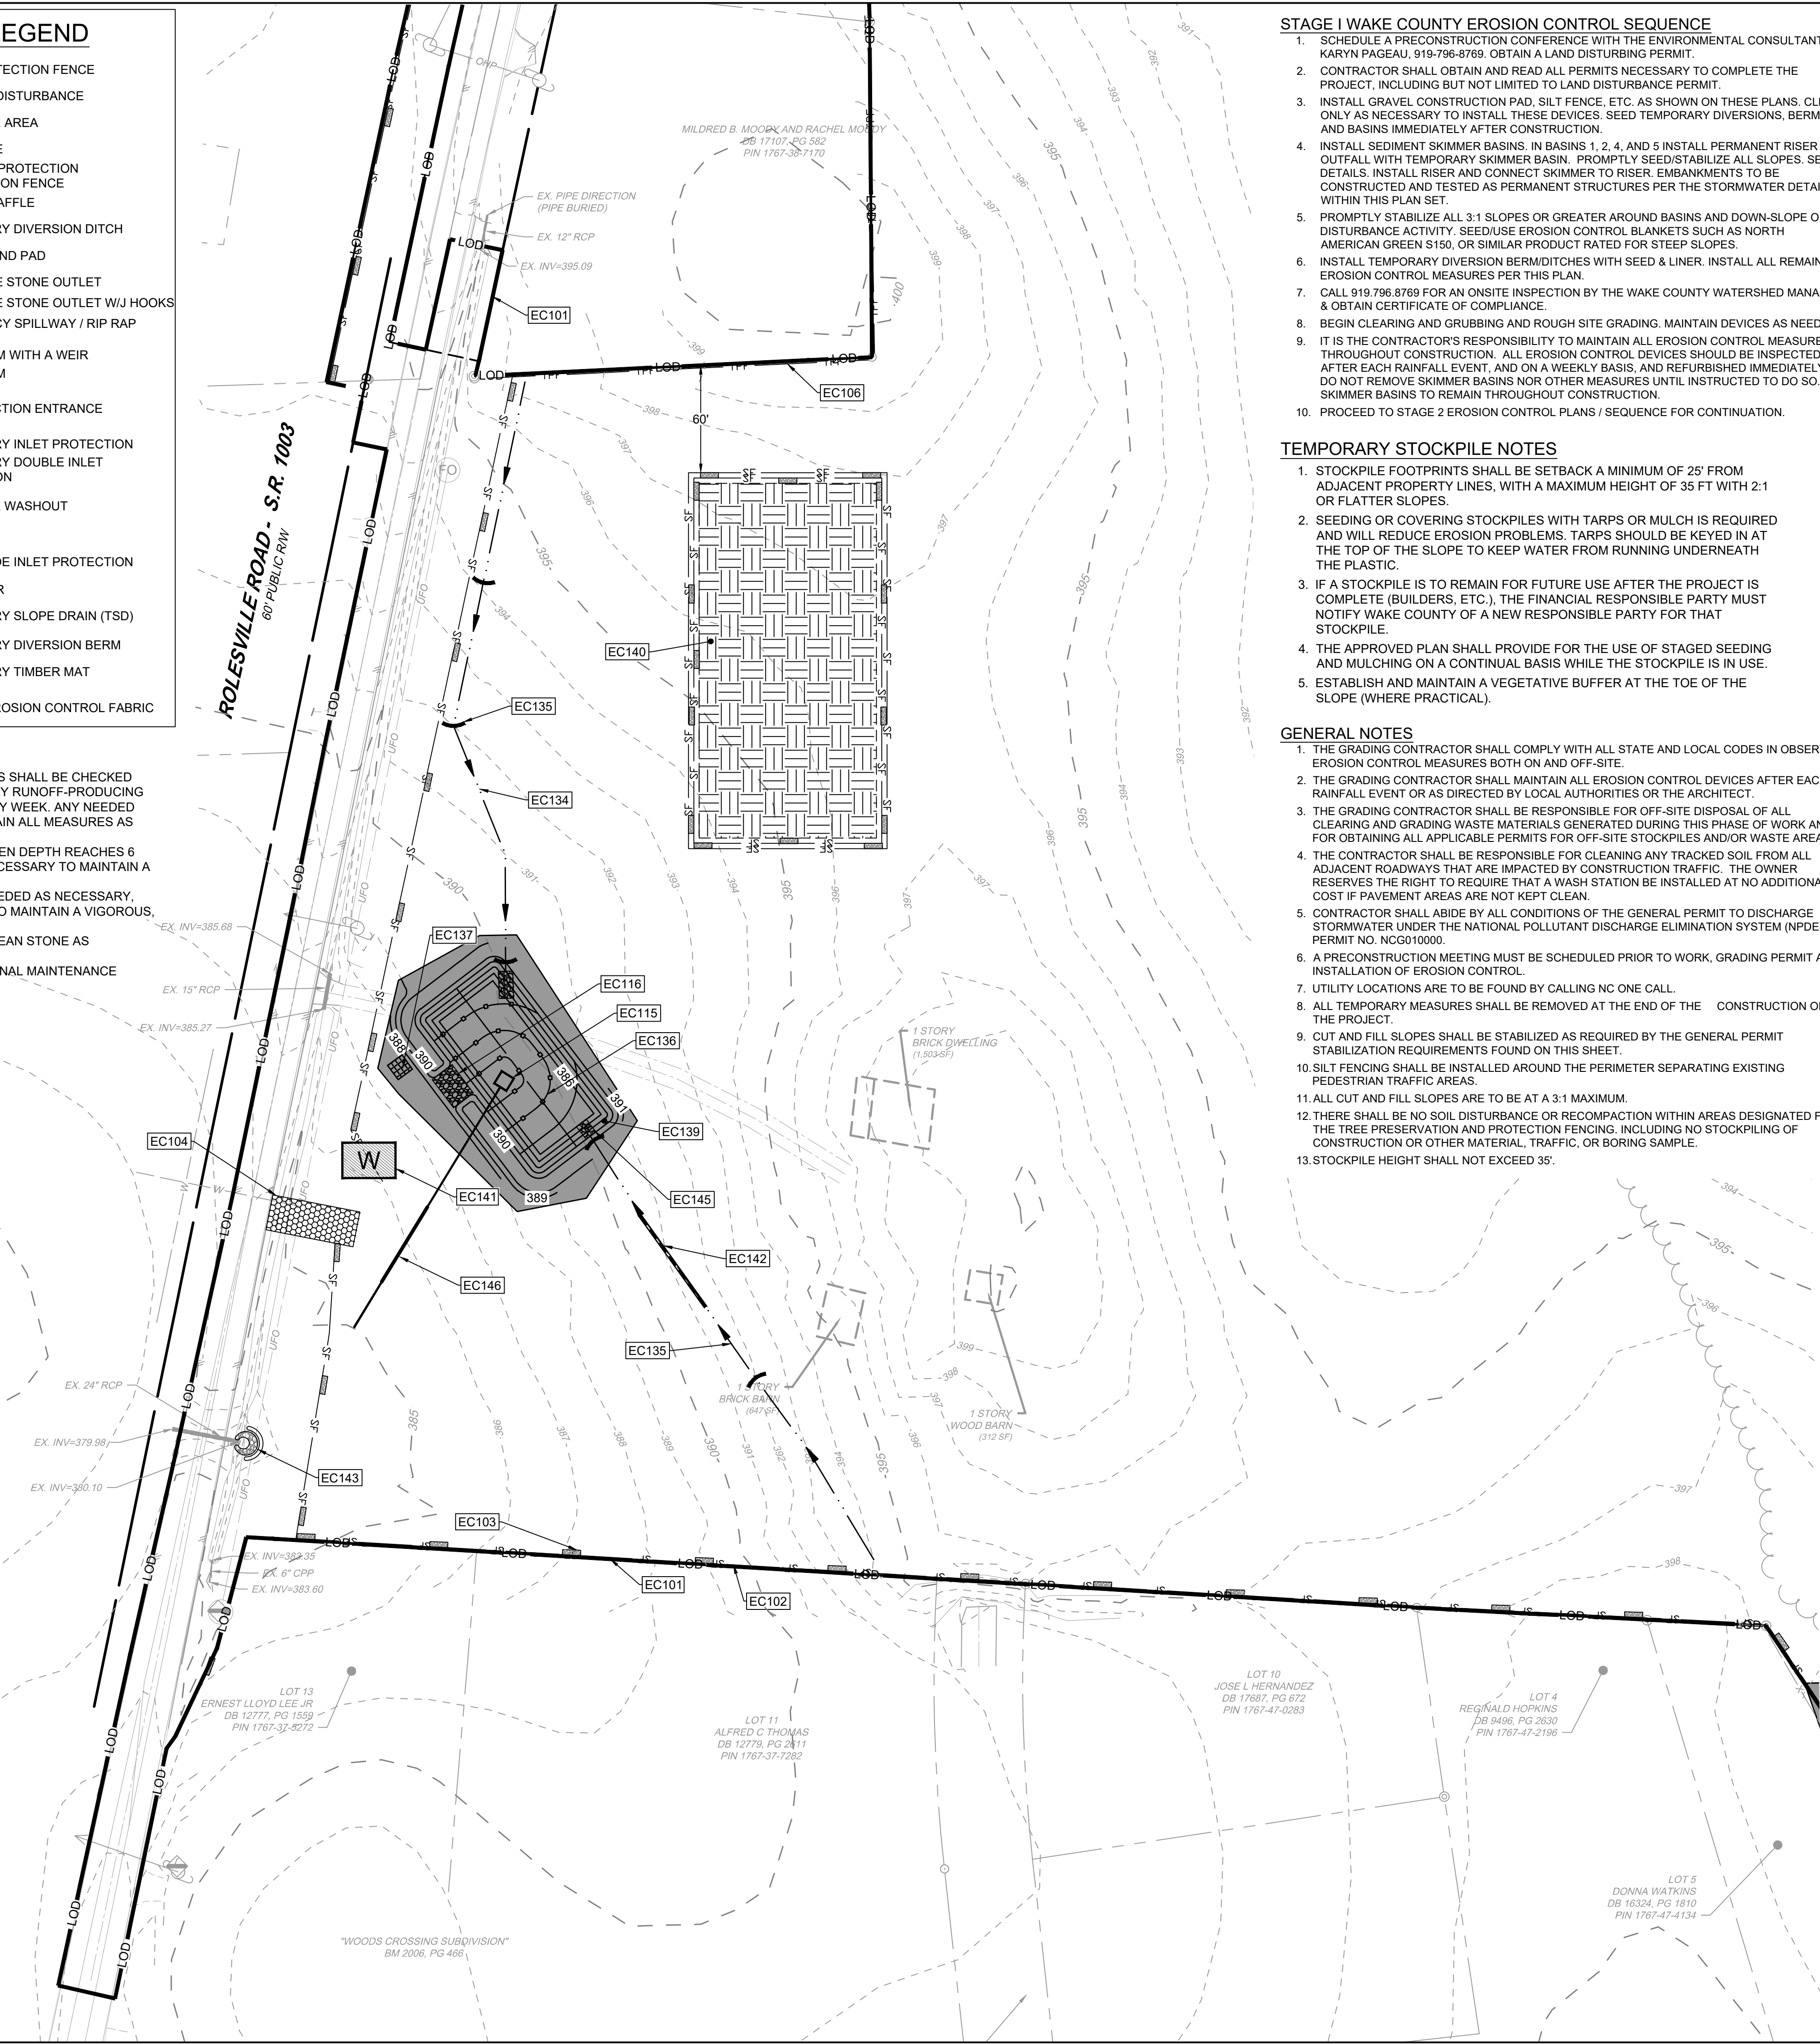 EGEND
TECTION FENCE
DISTURBANCE
AREA
E
PROTECTION
ON FENCE
AFFLE
RY DIVERSION DITCH
ND PAD
E STONE OUTLET
E STONE OUTLET W/J HOOKS
CY SPILLWAY / RIP RAP
M WITH A WEIR
M
CTION ENTRANCE
RY INLET PROTECTION
RY DOUBLE INLET
ON
WASHOUT
DE INLET PROTECTION
R
RY SLOPE DRAIN (TSD)
RY DIVERSION BERM
RY TIMBER MAT
ROSION CONTROL FABRIC
S SHALL BE CHECKED
Y RUNOFF-PRODUCING
Y WEEK. ANY NEEDED
AIN ALL MEASURES AS
EN DEPTH REACHES 6
CESSARY TO MAINTAIN A
EDED AS NECESSARY,
O MAINTAIN A VIGOROUS,
EAN STONE AS
NAL MAINTENANCE
STAGE I WAKE COUNTY EROSION CONTROL SEQUENCE
1. SCHEDULE A PRECONSTRUCTION CONFERENCE WITH THE ENVIRONMENTAL CONSULTANT
KARYN PAGEAU, 919-796-8769. OBTAIN A LAND DISTURBING PERMIT.
2. CONTRACTOR SHALL OBTAIN AND READ ALL PERMITS NECESSARY TO COMPLETE THE
PROJECT, INCLUDING BUT NOT LIMITED TO LAND DISTURBANCE PERMIT.
3. INSTALL GRAVEL CONSTRUCTION PAD, SILT FENCE, ETC. AS SHOWN ON THESE PLANS. CL
ONLY AS NECESSARY TO INSTALL THESE DEVICES. SEED TEMPORARY DIVERSIONS, BERM
AND BASINS IMMEDIATELY AFTER CONSTRUCTION.
4. INSTALL SEDIMENT SKIMMER BASINS. IN BASINS 1, 2, 4, AND 5 INSTALL PERMANENT RISER
OUTFALL WITH TEMPORARY SKIMMER BASIN. PROMPTLY SEED/STABILIZE ALL SLOPES. SE
DETAILS. INSTALL RISER AND CONNECT SKIMMER TO RISER. EMBANKMENTS TO BE
CONSTRUCTED AND TESTED AS PERMANENT STRUCTURES PER THE STORMWATER DETAI
WITHIN THIS PLAN SET.
5. PROMPTLY STABILIZE ALL 3:1 SLOPES OR GREATER AROUND BASINS AND DOWN-SLOPE O
DISTURBANCE ACTIVITY. SEED/USE EROSION CONTROL BLANKETS SUCH AS NORTH
AMERICAN GREEN S150, OR SIMILAR PRODUCT RATED FOR STEEP SLOPES.
6. INSTALL TEMPORARY DIVERSION BERM/DITCHES WITH SEED & LINER. INSTALL ALL REMAIN
EROSION CONTROL MEASURES PER THIS PLAN.
7. CALL 919.796.8769 FOR AN ONSITE INSPECTION BY THE WAKE COUNTY WATERSHED MANA
& OBTAIN CERTIFICATE OF COMPLIANCE.
8. BEGIN CLEARING AND GRUBBING AND ROUGH SITE GRADING. MAINTAIN DEVICES AS NEED
9. IT IS THE CONTRACTOR'S RESPONSIBILITY TO MAINTAIN ALL EROSION CONTROL MEASURE
THROUGHOUT CONSTRUCTION. ALL EROSION CONTROL DEVICES SHOULD BE INSPECTED
AFTER EACH RAINFALL EVENT, AND ON A WEEKLY BASIS, AND REFURBISHED IMMEDIATELY
DO NOT REMOVE SKIMMER BASINS NOR OTHER MEASURES UNTIL INSTRUCTED TO DO SO.
SKIMMER BASINS TO REMAIN THROUGHOUT CONSTRUCTION.
10. PROCEED TO STAGE 2 EROSION CONTROL PLANS / SEQUENCE FOR CONTINUATION.
TEMPORARY STOCKPILE NOTES
1. STOCKPILE FOOTPRINTS SHALL BE SETBACK A MINIMUM OF 25' FROM
ADJACENT PROPERTY LINES, WITH A MAXIMUM HEIGHT OF 35 FT WITH 2:1
OR FLATTER SLOPES.
2. SEEDING OR COVERING STOCKPILES WITH TARPS OR MULCH IS REQUIRED
AND WILL REDUCE EROSION PROBLEMS. TARPS SHOULD BE KEYED IN AT
THE TOP OF THE SLOPE TO KEEP WATER FROM RUNNING UNDERNEATH
THE PLASTIC.
3. IF A STOCKPILE IS TO REMAIN FOR FUTURE USE AFTER THE PROJECT IS
COMPLETE (BUILDERS, ETC.), THE FINANCIAL RESPONSIBLE PARTY MUST
NOTIFY WAKE COUNTY OF A NEW RESPONSIBLE PARTY FOR THAT
STOCKPILE.
4. THE APPROVED PLAN SHALL PROVIDE FOR THE USE OF STAGED SEEDING
AND MULCHING ON A CONTINUAL BASIS WHILE THE STOCKPILE IS IN USE.
5. ESTABLISH AND MAINTAIN A VEGETATIVE BUFFER AT THE TOE OF THE
SLOPE (WHERE PRACTICAL).
GENERAL NOTES
1. THE GRADING CONTRACTOR SHALL COMPLY WITH ALL STATE AND LOCAL CODES IN OBSER
EROSION CONTROL MEASURES BOTH ON AND OFF-SITE.
2. THE GRADING CONTRACTOR SHALL MAINTAIN ALL EROSION CONTROL DEVICES AFTER EAC
RAINFALL EVENT OR AS DIRECTED BY LOCAL AUTHORITIES OR THE ARCHITECT.
3. THE GRADING CONTRACTOR SHALL BE RESPONSIBLE FOR OFF-SITE DISPOSAL OF ALL
CLEARING AND GRADING WASTE MATERIALS GENERATED DURING THIS PHASE OF WORK AN
FOR OBTAINING ALL APPLICABLE PERMITS FOR OFF-SITE STOCKPILES AND/OR WASTE AREA
4. THE CONTRACTOR SHALL BE RESPONSIBLE FOR CLEANING ANY TRACKED SOIL FROM ALL
ADJACENT ROADWAYS THAT ARE IMPACTED BY CONSTRUCTION TRAFFIC. THE OWNER
RESERVES THE RIGHT TO REQUIRE THAT A WASH STATION BE INSTALLED AT NO ADDITIONA
COST IF PAVEMENT AREAS ARE NOT KEPT CLEAN.
5. CONTRACTOR SHALL ABIDE BY ALL CONDITIONS OF THE GENERAL PERMIT TO DISCHARGE
STORMWATER UNDER THE NATIONAL POLLUTANT DISCHARGE ELIMINATION SYSTEM (NPDE
PERMIT NO. NCG010000.
6. A PRECONSTRUCTION MEETING MUST BE SCHEDULED PRIOR TO WORK, GRADING PERMIT A
INSTALLATION OF EROSION CONTROL.
7. UTILITY LOCATIONS ARE TO BE FOUND BY CALLING NC ONE CALL.
8. ALL TEMPORARY MEASURES SHALL BE REMOVED AT THE END OF THE CONSTRUCTION O
THE PROJECT.
9. CUT AND FILL SLOPES SHALL BE STABILIZED AS REQUIRED BY THE GENERAL PERMIT
STABILIZATION REQUIREMENTS FOUND ON THIS SHEET.
10. SILT FENCING SHALL BE INSTALLED AROUND THE PERIMETER SEPARATING EXISTING
PEDESTRIAN TRAFFIC AREAS.
11. ALL CUT AND FILL SLOPES ARE TO BE AT A 3:1 MAXIMUM.
12. THERE SHALL BE NO SOIL DISTURBANCE OR RECOMPACTION WITHIN AREAS DESIGNATED F
THE TREE PRESERVATION AND PROTECTION FENCING. INCLUDING NO STOCKPILING OF
CONSTRUCTION OR OTHER MATERIAL, TRAFFIC, OR BORING SAMPLE.
13. STOCKPILE HEIGHT SHALL NOT EXCEED 35'.
MILDRED B. MOODY AND RACHEL MOODY
DB 17107, PG 582
PIN 1767-38-7170
OHP
EX. PIPE DIRECTION
(PIPE BURIED)
EX. 12" RCP
EX. INV=395.09
EC101
EC106
60'
FO
ROLESVILLE ROAD - S.R. 1003
60' PUBLIC R/W
EC140
EC135
EC134
EC137
EC116
EC115
EC136
388
390
386
391
390
389
EC139
EC145
EC104
W
EC141
EC142
EC146
EC135
EX. INV=385.68
EX. 15" RCP
EX. INV=385.27
1 STORY
BRICK DWELLING
(1,503 SF)
1 STORY
BRICK BARN
(647 SF)
1 STORY
WOOD BARN
(312 SF)
EX. 24" RCP
EX. INV=379.98
EX. INV=380.10
EC143
EC103
EX. INV=383.35
EX. 6" CPP
EX. INV=383.60
EC101
EC102
LOT 13
ERNEST LLOYD LEE JR
DB 12777, PG 1559
PIN 1767-37-5272
LOT 11
ALFRED C THOMAS
DB 12779, PG 2611
PIN 1767-37-7282
LOT 10
JOSE L HERNANDEZ
DB 17687, PG 672
PIN 1767-47-0283
LOT 4
REGINALD HOPKINS
DB 9496, PG 2630
PIN 1767-47-2196
LOT 5
DONNA WATKINS
DB 16324, PG 1810
PIN 1767-47-4134
"WOODS CROSSING SUBDIVISION"
BM 2006, PG 466